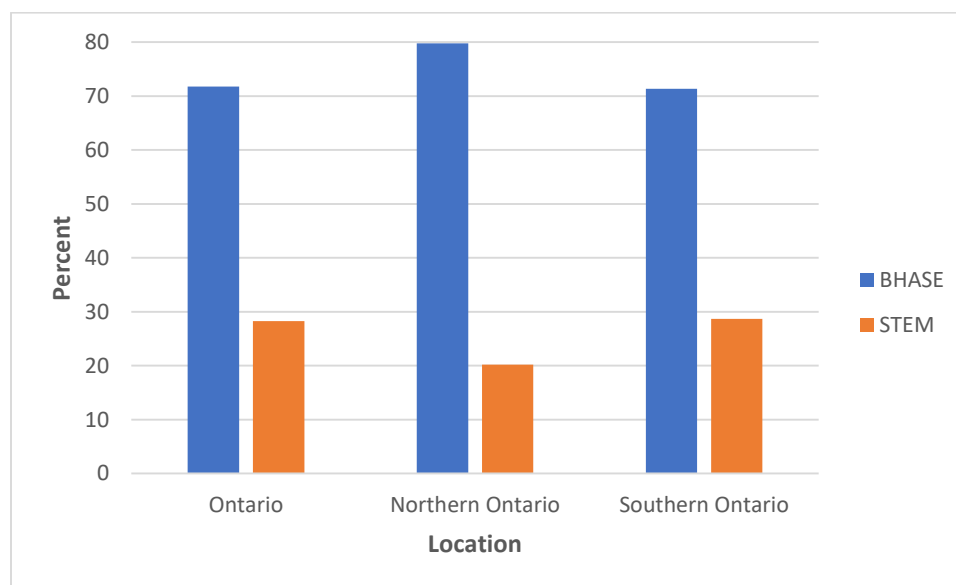 80
70
60
50
40
30
20
10
0
Percent
Ontario
Northern Ontario
Southern Ontario
Location
BHASE
STEM